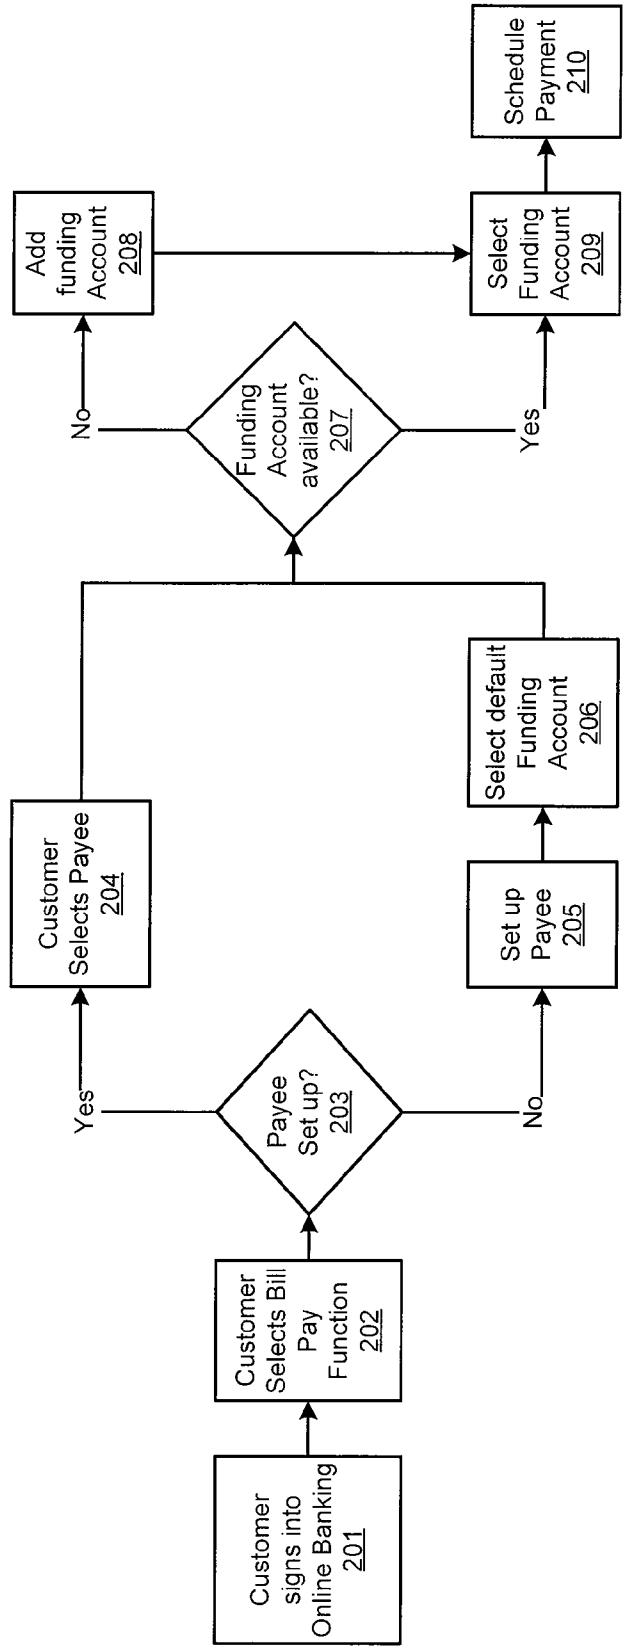 Customer
signs into
Online Banking
201
Customer
Selects Bill
Pay
Function
202
Payee
Set up?
203
Yes
Customer
Selects Payee
204
No
Set up
Payee
205
Select default
Funding
Account
206
Funding
Account
available?
207
No
Add
funding
Account
208
Yes
Select
Funding
Account
209
Schedule
Payment
210